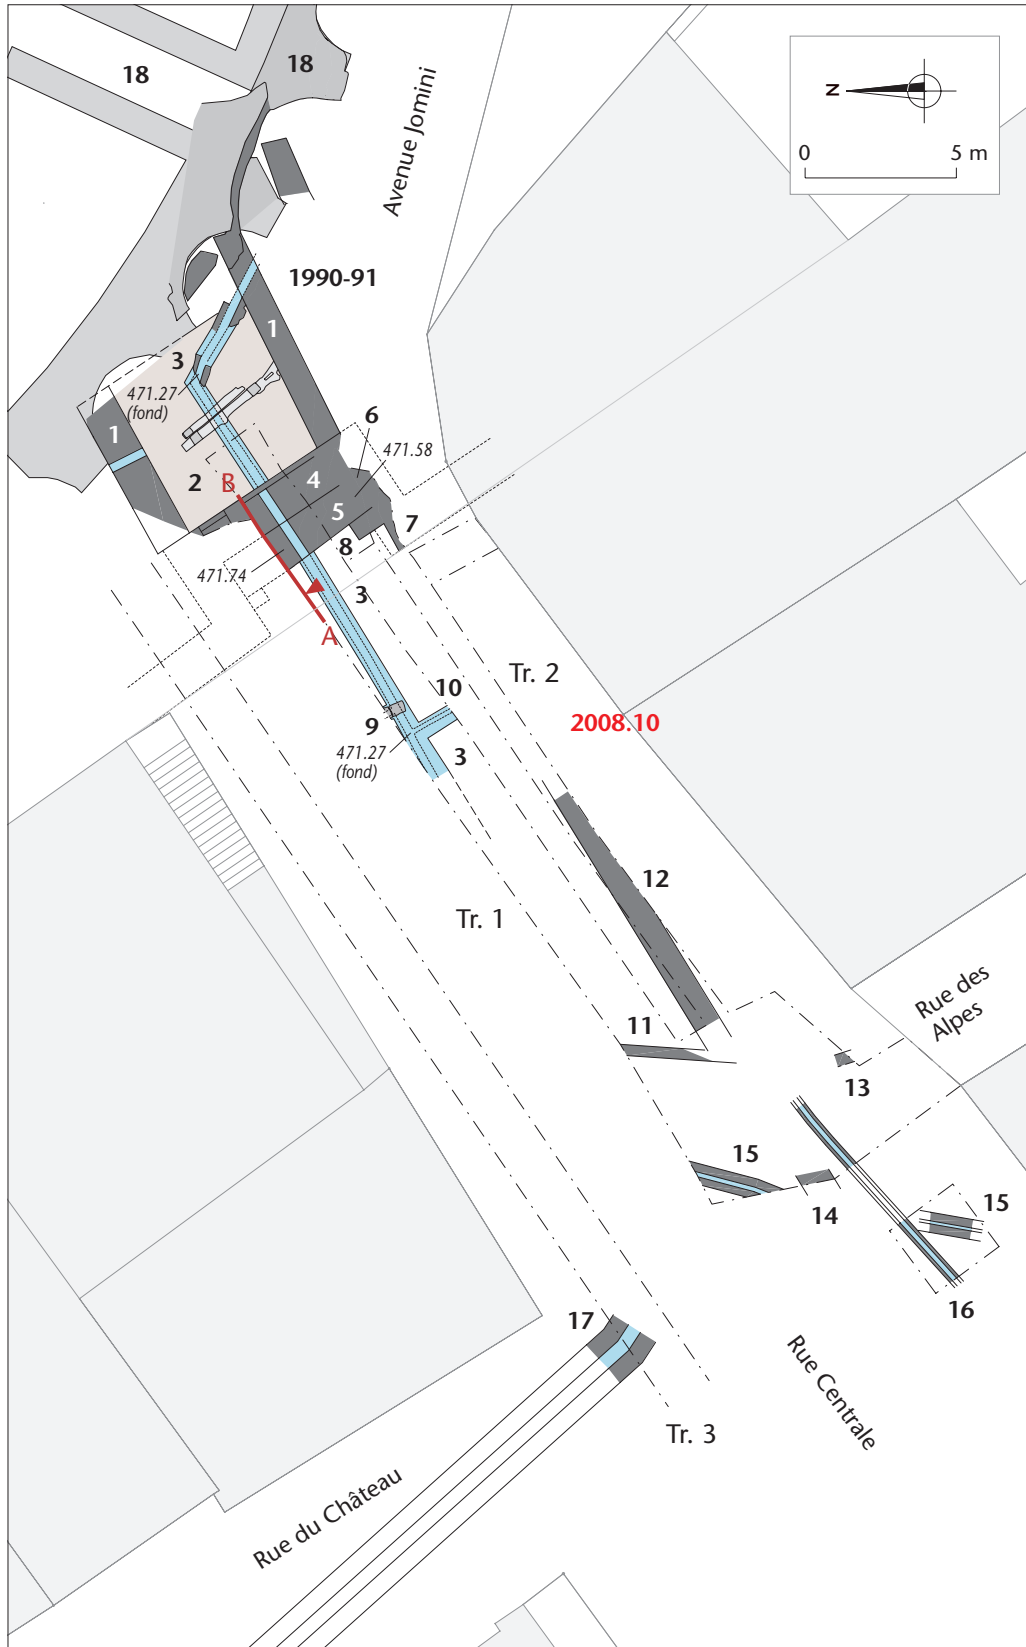 18
18
Avenue Jomini
N
0
5 m
1990-91
1
3
471.27
(fond)
1
6
471.58
2
4
B
5
7
8
471.74
3
A
Tr. 2
10
2008.10
9
471.27
(fond)
3
12
Tr. 1
Rue des
Alpes
11
13
15
14
15
16
17
Rue Centrale
Tr. 3
Rue du Château